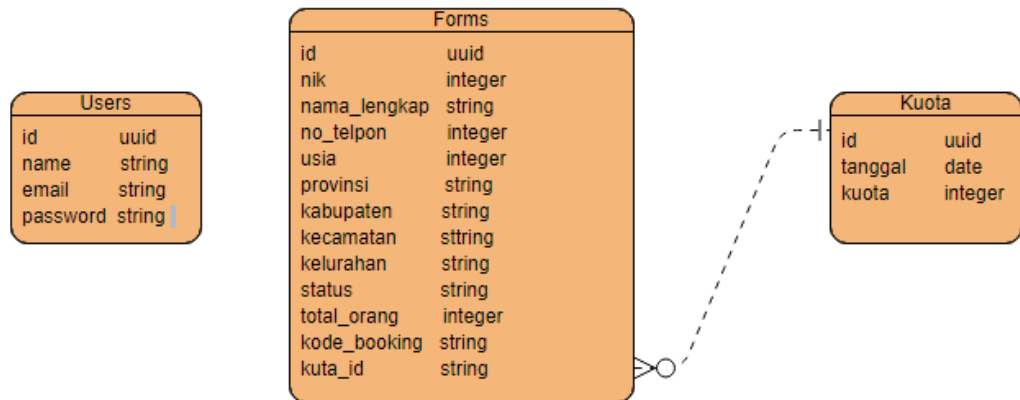 Users
id uuid
name string
email string
password string
Forms
id uuid
nik integer
nama_lengkap string
no_telpon integer
usia integer
provinsi string
kabupaten string
kecamatan sttring
kelurahan string
status string
total_orang integer
kode_booking string
kuta_id string
Kuota
id uuid
tanggal date
kuota integer